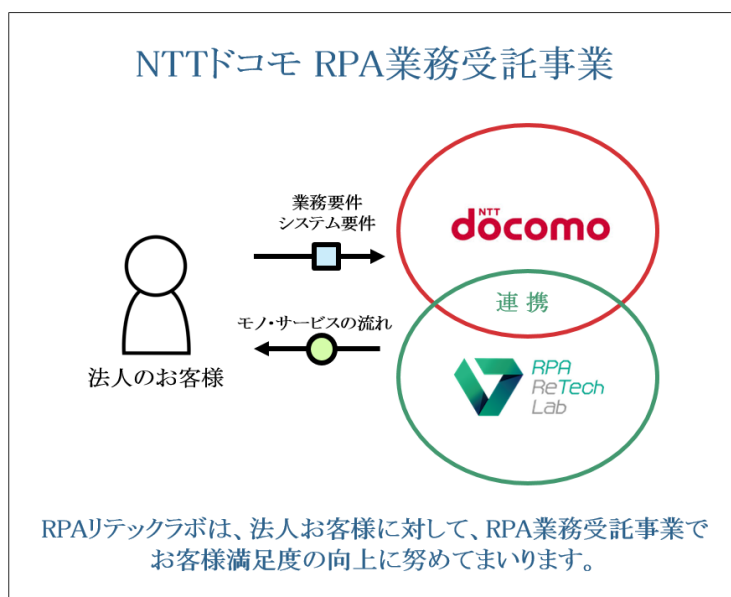 NTTドコモ RPA業務受託事業
業務要件
システム要件
NTT
döcomo
連携
モノ・サービスの流れ
法人のお客様
RPA
ReTech
Lab
RPAリテックラボは、法人お客様に対して、RPA業務受託事業で
お客様満足度の向上に努めてまいります。